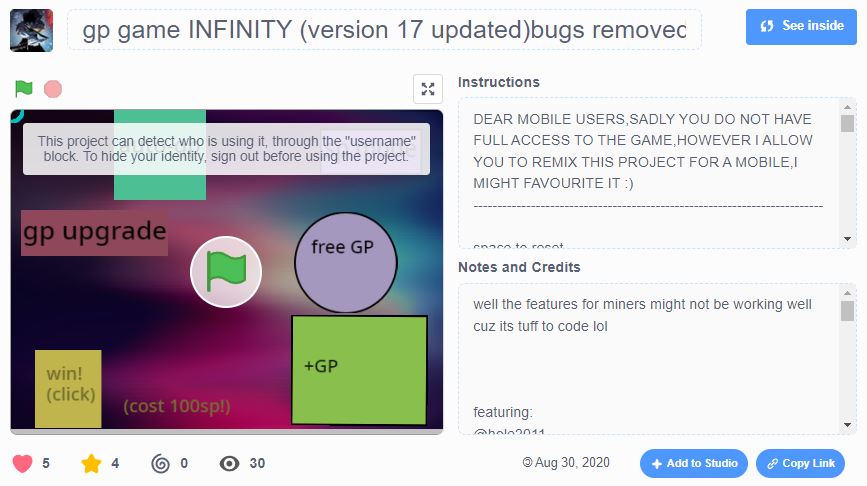 gp game INFINITY (version 17 updated)bugs removed
See inside
Instructions
This project can detect who is using it, through the "username"
block. To hide your identity, sign out before using the project.
gp upgrade
free GP
+GP
win!
(click)
(cost 100sp!)
DEAR MOBILE USERS,SADLY YOU DO NOT HAVE
FULL ACCESS TO THE GAME,HOWEVER I ALLOW
YOU TO REMIX THIS PROJECT FOR A MOBILE,I
MIGHT FAVOURITE IT :)
--------------------------------------------------------------------
space to reset
Notes and Credits
well the features for miners might not be working well
cuz its tuff to code lol
featuring:
5
4
0
30
Aug 30, 2020
Add to Studio
Copy Link